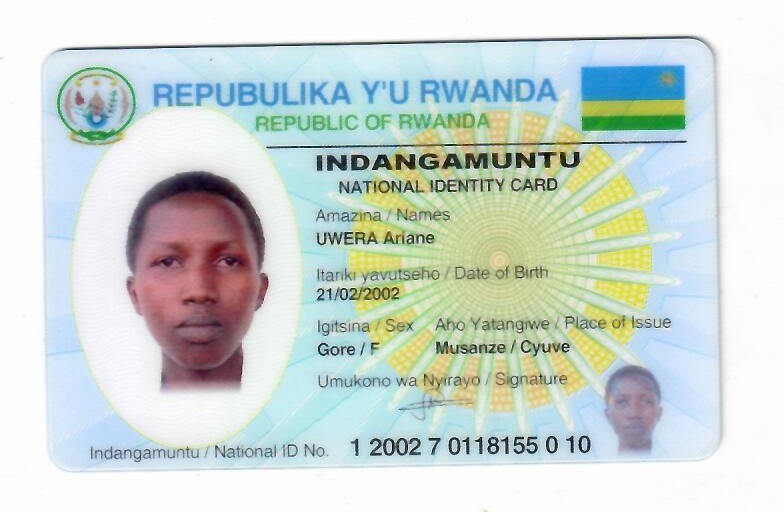 REPUBULIKA Y'U RWANDA
REPUBLIC OF RWANDA
INDANGAMUNTU
NATIONAL IDENTITY CARD
Amazina / Names
UWERA Ariane
Itariki yavutseho / Date of Birth
21/02/2002
Igitsina / Sex Aho Yatangiwe / Place of Issue
Gore / F Musanze / Cyuve
Umukono wa Nyirayo / Signature
Indangamuntu / National ID No. 1 2002 7 0118155 0 10